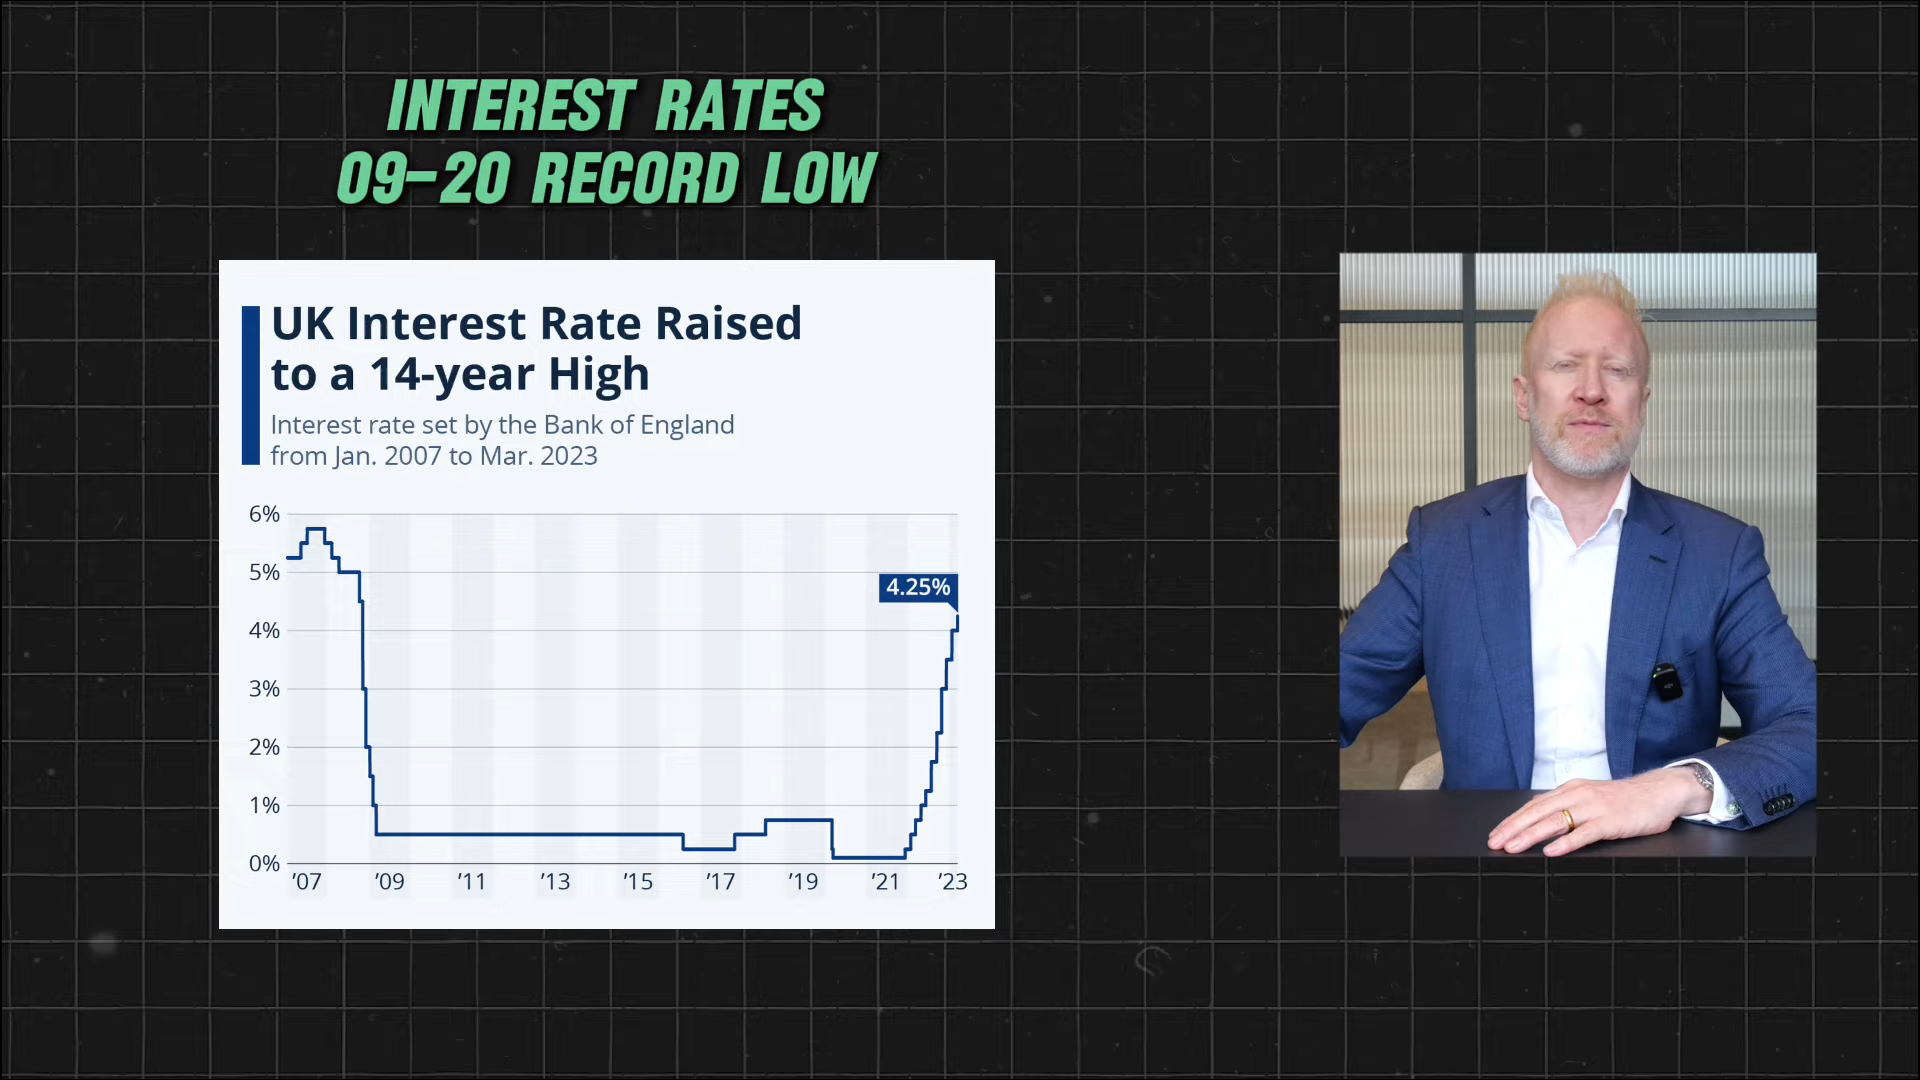 INTEREST RATES
09-20 RECORD LOW
UK Interest Rate Raised
to a 14-year High
Interest rate set by the Bank of England
from Jan. 2007 to Mar. 2023
6%
5%
4.25%
4%
3%
2%
1%
0%
'07 '09 '11 '13 '15 '17 '19 '21 '23